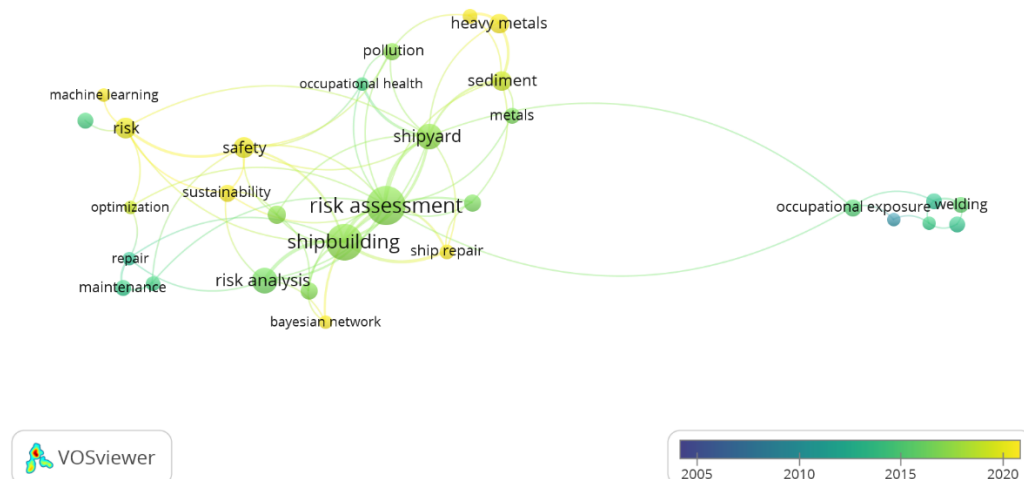 heavy metals
pollution
sediment
occupational health
machine learning
metals
risk
shipyard
safety
sustainability
risk assessment
optimization
occupational exposure
welding
shipbuilding
ship repair
repair
risk analysis
maintenance
bayesian network
VOSviewer
2005 2010 2015 2020